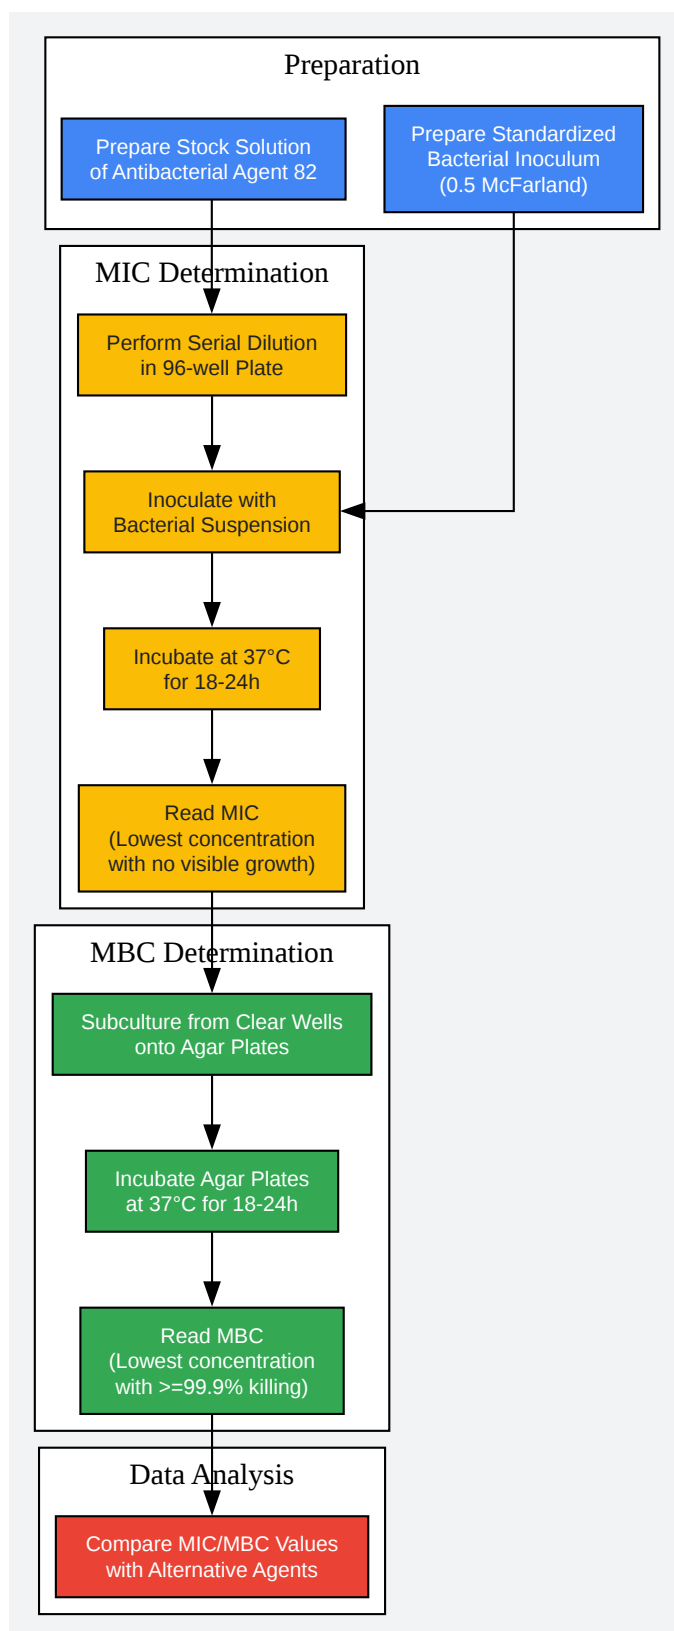 Preparation
Prepare Stock Solution
of Antibacterial Agent 82
Prepare Standardized
Bacterial Inoculum
(0.5 McFarland)
MIC Determination
Perform Serial Dilution
in 96-well Plate
Inoculate with
Bacterial Suspension
Incubate at 37°C
for 18-24h
Read MIC
(Lowest concentration
with no visible growth)
MBC Determination
Subculture from Clear Wells
onto Agar Plates
Incubate Agar Plates
at 37°C for 18-24h
Read MBC
(Lowest concentration
with >=99.9% killing)
Data Analysis
Compare MIC/MBC Values
with Alternative Agents